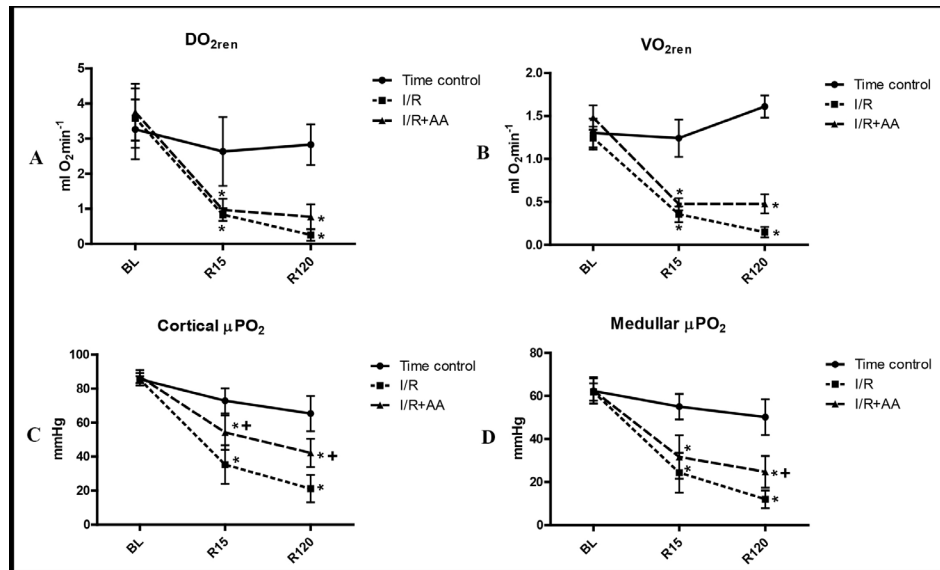 DO2ren
5
4
3
2
1
0
ml O2min-1
A
BL
R15
R120
*
*
*
*
Time control
I/R
I/R+AA
VO2ren
2.0
1.5
1.0
0.5
0.0
ml O2min-1
B
BL
R15
R120
*
*
*
*
Time control
I/R
I/R+AA
Cortical μPO2
100
80
60
40
20
0
mmHg
C
BL
R15
R120
*+
*
*+
*
Time control
I/R
I/R+AA
Medullar μPO2
60
40
20
0
80
mmHg
D
BL
R15
R120
*
*
*+
*
Time control
I/R
I/R+AA